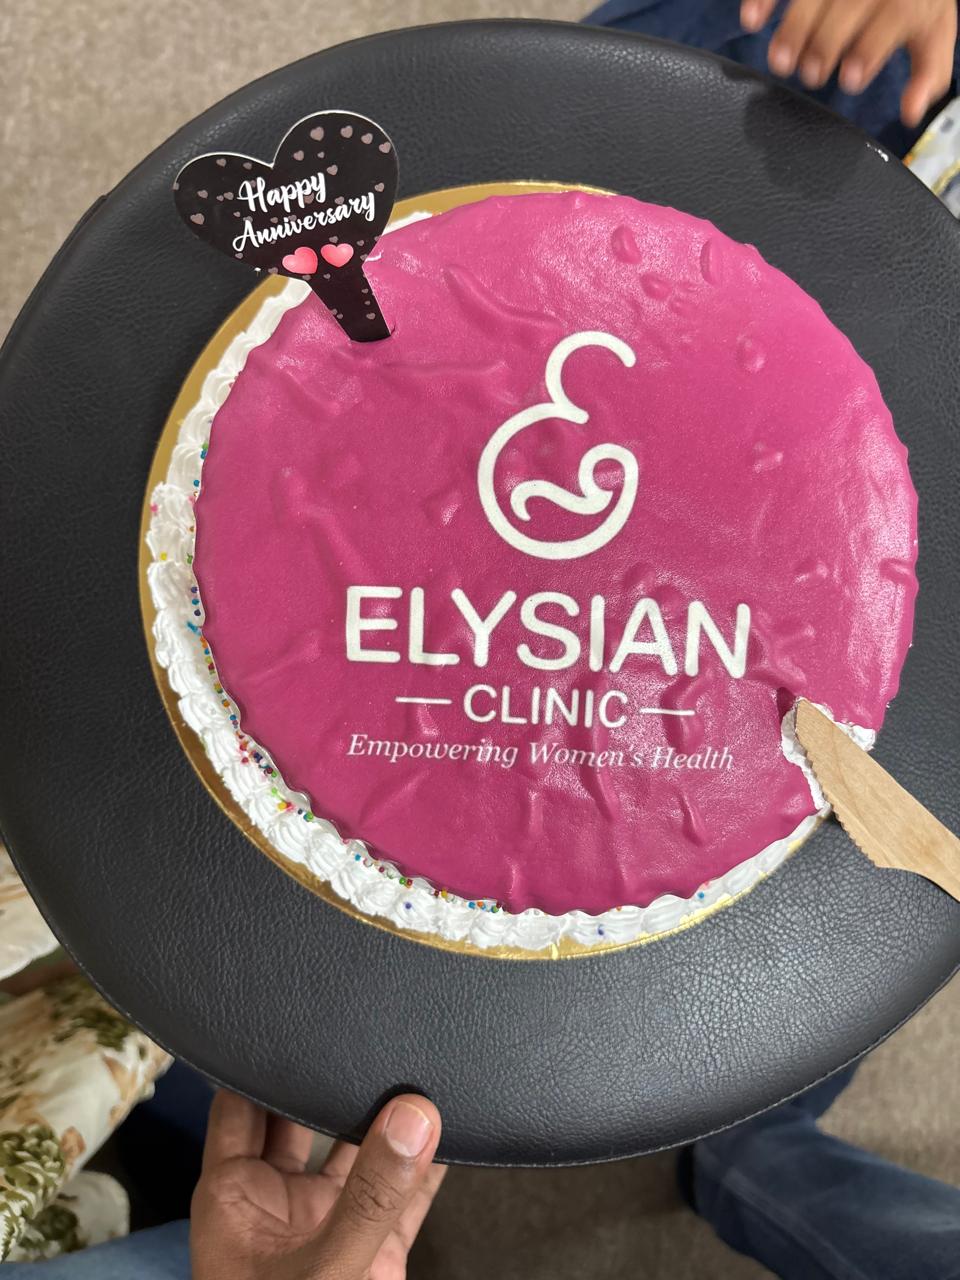 Happy
Anniversary
ELYSIAN
— CLINIC —
Empowering Women's Health